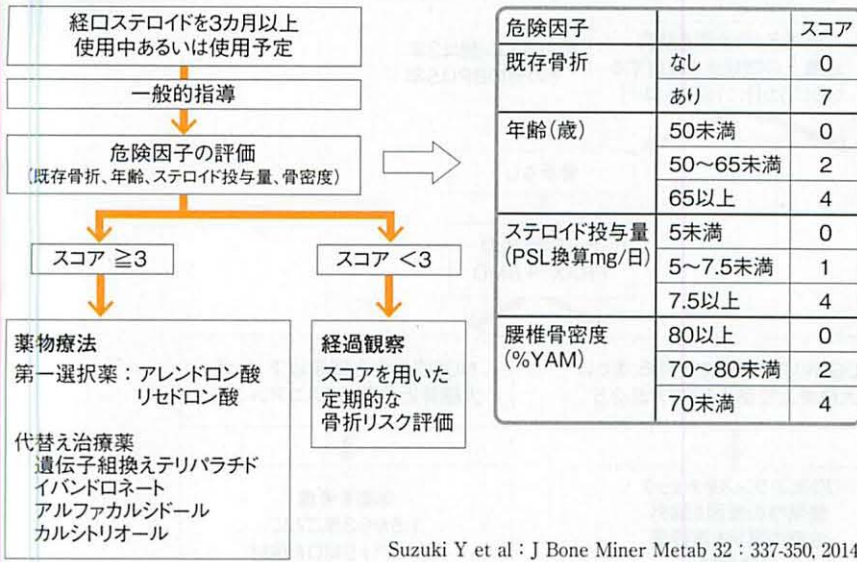 経口ステロイドを3カ月以上
使用中あるいは使用予定
一般的指導
危険因子の評価
(既存骨折、年齢、ステロイド投与量、骨密度)
スコア ≧3
スコア <3
薬物療法
第一選択薬：アレンドロン酸
リセドロン酸
代替え治療薬
遺伝子組換えテリパラチド
イバンドロネート
アルファカルシドール
カルシトリオール
経過観察
スコアを用いた
定期的な
骨折リスク評価
危険因子 スコア
既存骨折 なし 0
あり
年齢(歳) 50未満 0
50～65未満 2
65以上 4
ステロイド投与量 5未満 0
(PSL換算mg/日) 5～7.5未満 1
7.5以上 4
腰椎骨密度 80以上 0
(%YAM) 70～80未満
70未満 4
Suzuki Y et al：J Bone Miner Metab 32：337-350, 2014